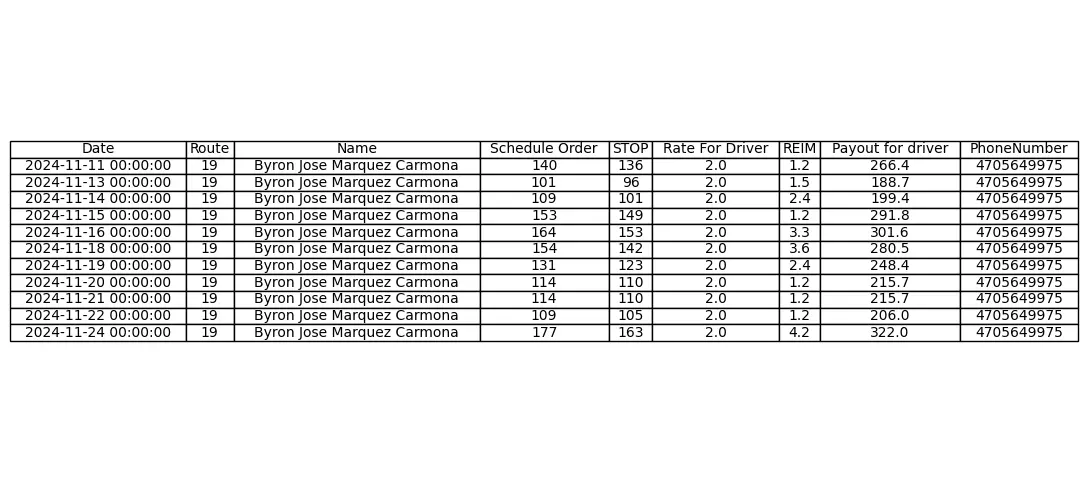 Date Route Name Schedule Order STOP Rate For Driver REIM Payout for driver PhoneNumber
2024-11-11 00:00:00 19 Byron Jose Marquez Carmona 140 136 2.0 1.2 266.4 4705649975
2024-11-13 00:00:00 19 Byron Jose Marquez Carmona 101 96 2.0 1.5 188.7 4705649975
2024-11-14 00:00:00 19 Byron Jose Marquez Carmona 109 101 2.0 2.4 199.4 4705649975
2024-11-15 00:00:00 19 Byron Jose Marquez Carmona 153 149 2.0 1.2 291.8 4705649975
2024-11-16 00:00:00 19 Byron Jose Marquez Carmona 164 153 2.0 3.3 301.6 4705649975
2024-11-18 00:00:00 19 Byron Jose Marquez Carmona 154 142 2.0 3.6 280.5 4705649975
2024-11-19 00:00:00 19 Byron Jose Marquez Carmona 131 123 2.0 2.4 248.4 4705649975
2024-11-20 00:00:00 19 Byron Jose Marquez Carmona 114 110 2.0 1.2 215.7 4705649975
2024-11-21 00:00:00 19 Byron Jose Marquez Carmona 114 110 2.0 1.2 215.7 4705649975
2024-11-22 00:00:00 19 Byron Jose Marquez Carmona 109 105 2.0 1.2 206.0 4705649975
2024-11-24 00:00:00 19 Byron Jose Marquez Carmona 177 163 2.0 4.2 322.0 4705649975